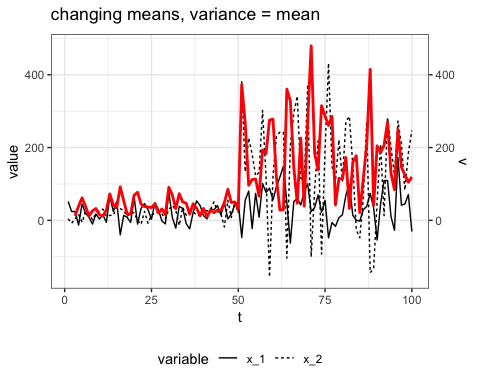 changing means, variance = mean
400
200
0
value
400
200
0
v
0
25
50
75
100
t
variable
x_1
x_2